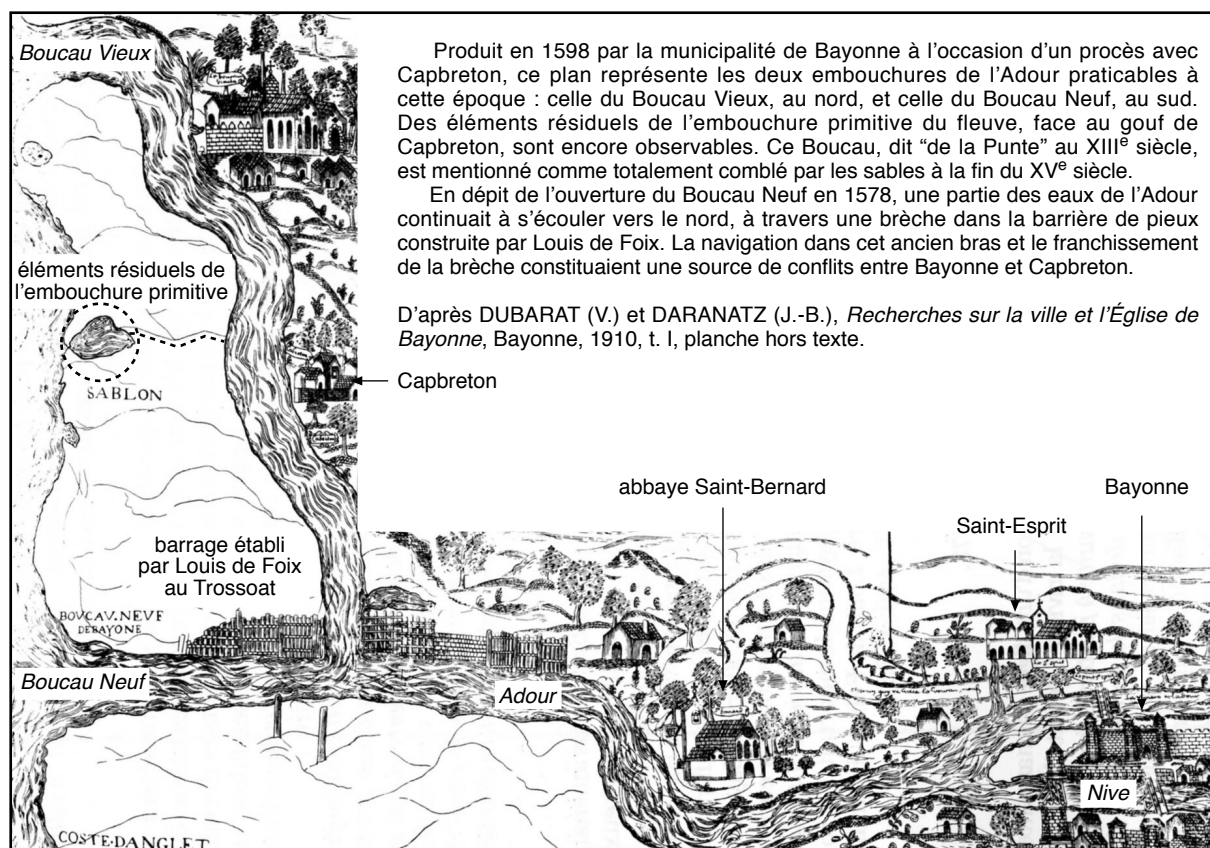 Boucau Vieux
Produit en 1598 par la municipalité de Bayonne à l’occasion d’un procès avec
Capbreton, ce plan représente les deux embouchures de l’Adour praticables à
cette époque : celle du Boucau Vieux, au nord, et celle du Boucau Neuf, au sud.
Des éléments résiduels de l’embouchure primitive du fleuve, face au gouf de
Capbreton, sont encore observables. Ce Boucau, dit “de la Punte” au XIIIe siècle,
est mentionné comme totalement comblé par les sables à la fin du XVe siècle.
En dépit de l’ouverture du Boucau Neuf en 1578, une partie des eaux de l’Adour
continuait à s’écouler vers le nord, à travers une brèche dans la barrière de pieux
construite par Louis de Foix. La navigation dans cet ancien bras et le franchissement
de la brèche constituaient une source de conflits entre Bayonne et Capbreton.
D’après DUBARAT (V.) et DARANATZ (J.-B.), Recherches sur la ville et l’Église de
Bayonne, Bayonne, 1910, t. I, planche hors texte.
éléments résiduels de
l’embouchure primitive
SABLON
Capbreton
abbaye Saint-Bernard
Bayonne
Saint-Esprit
barrage établi
par Louis de Foix
au Trossoat
BOVCAV.NEVF
DEBAYONE
Boucau Neuf
Adour
Nive
COSTE·DANGLET